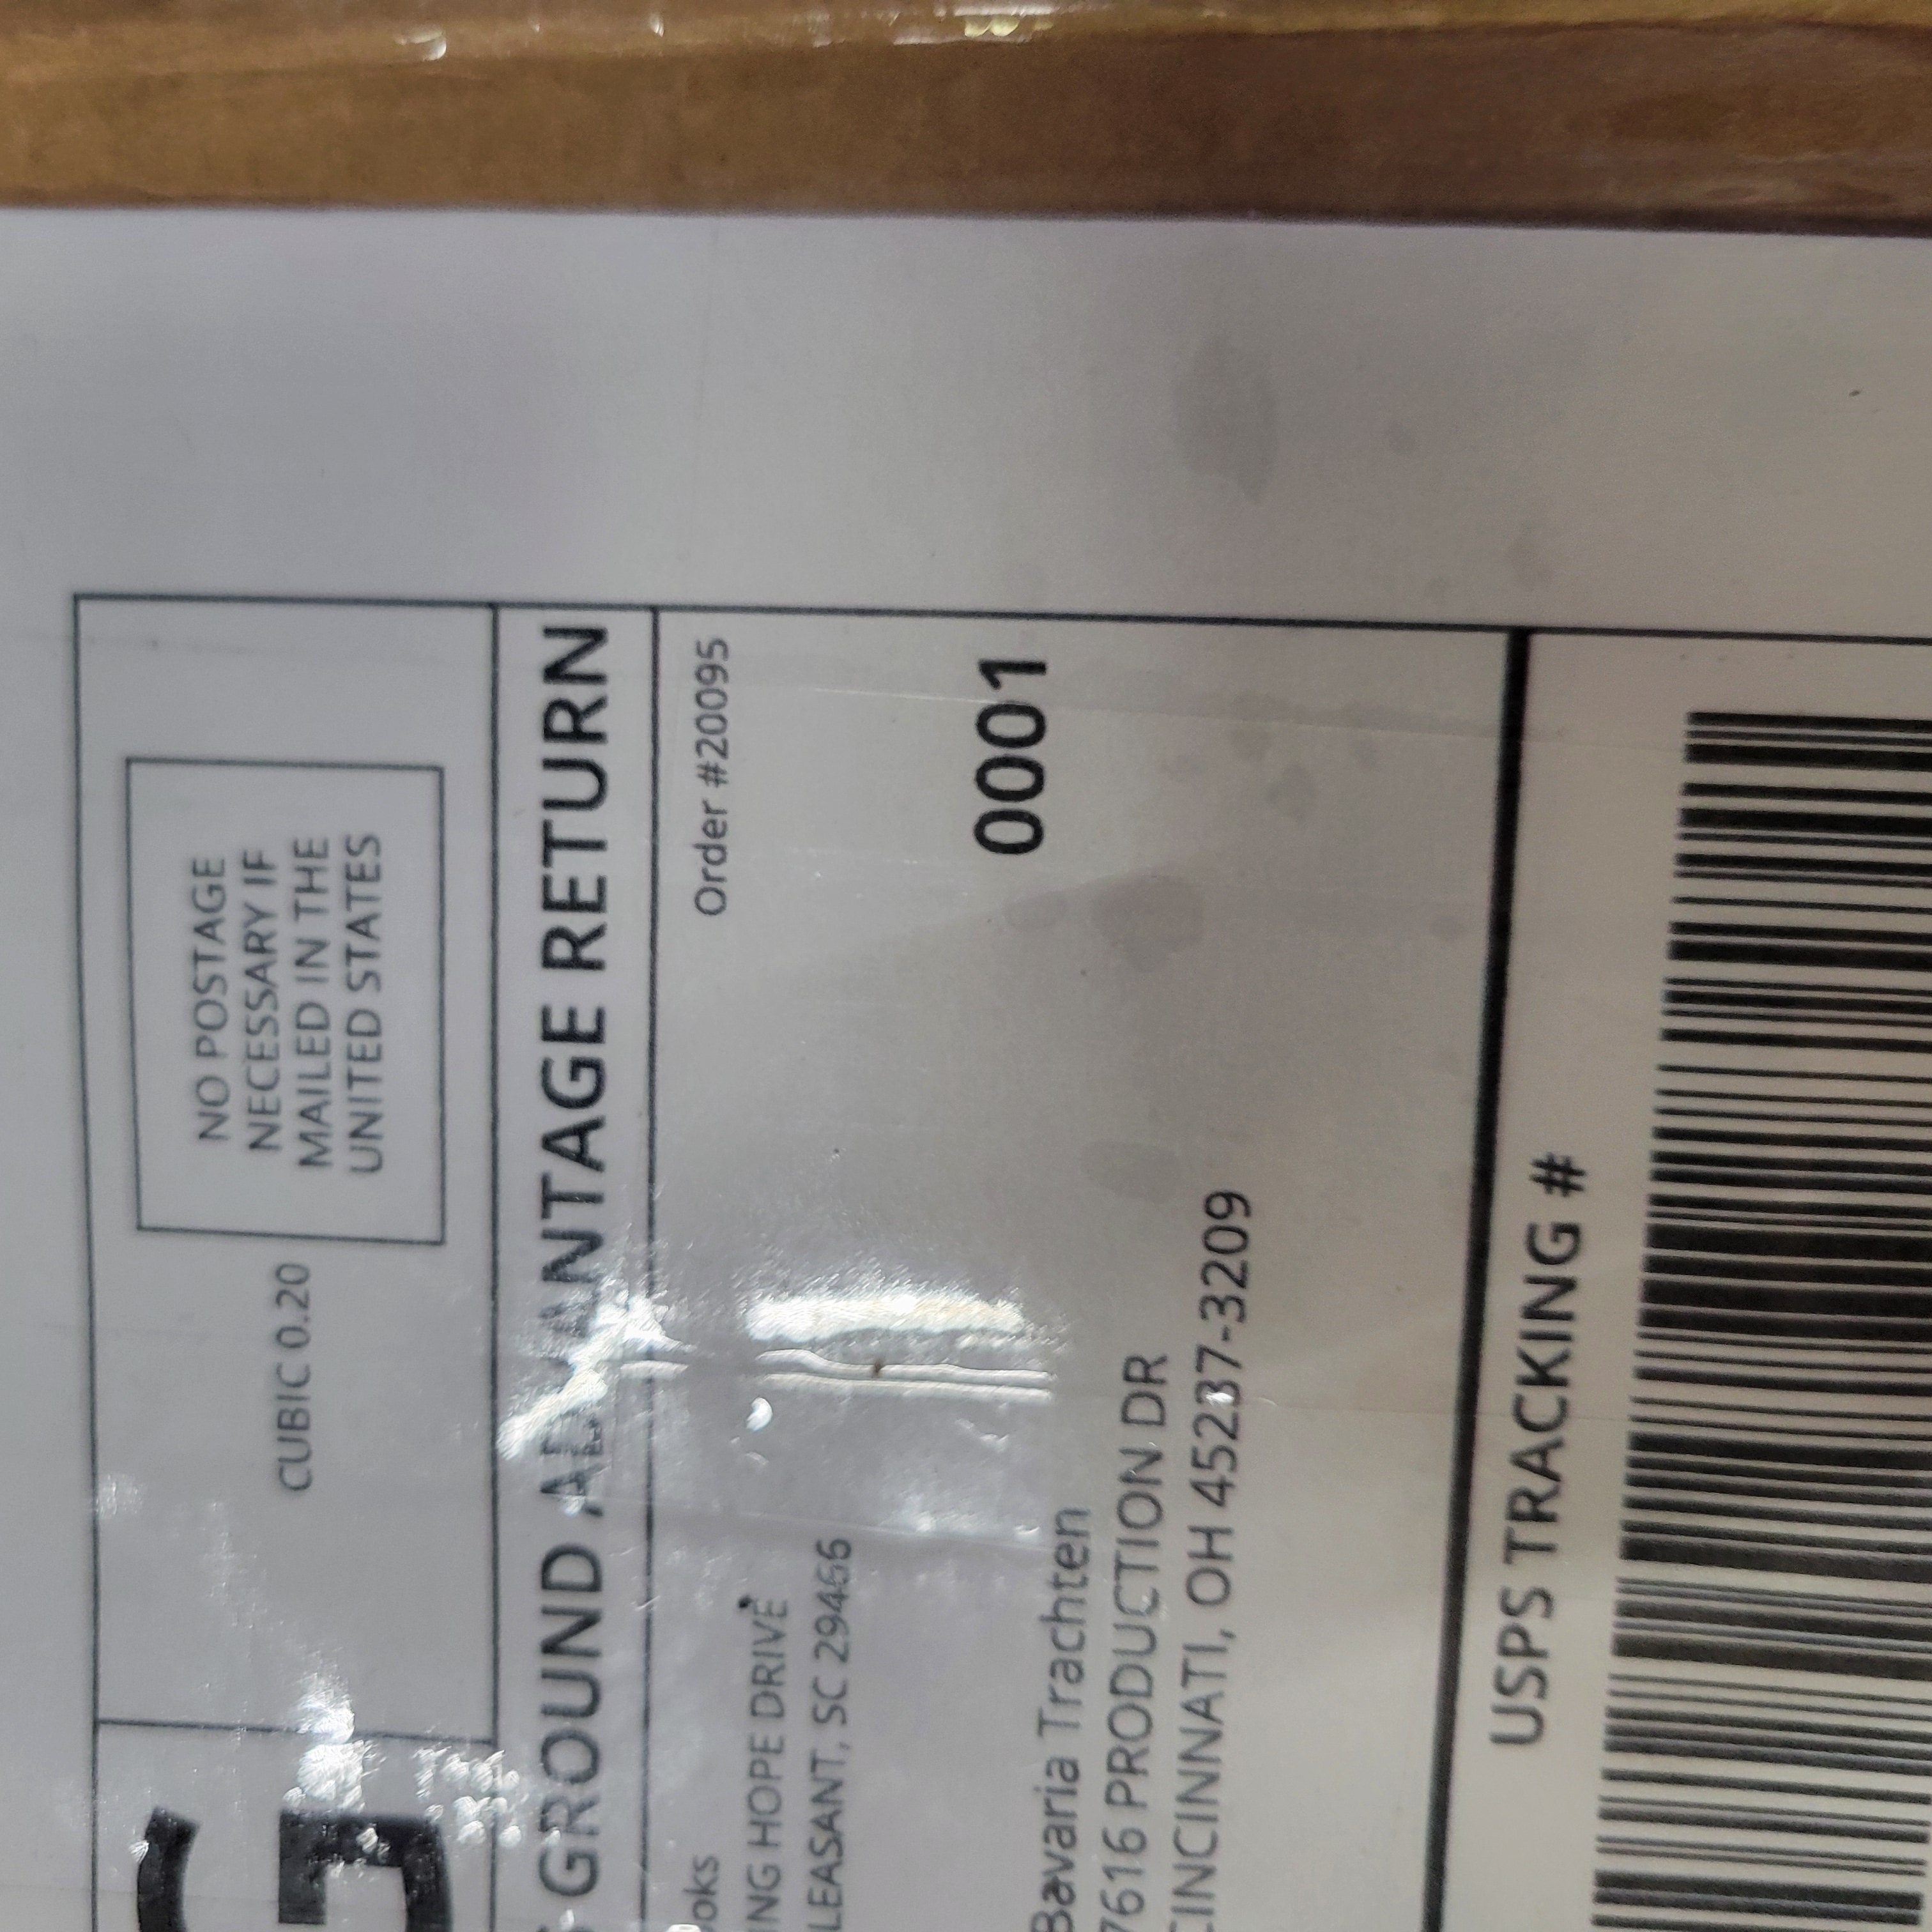 G
NO POSTAGE
NECESSARY IF
MAILED IN THE
UNITED STATES
CUBIC 0.20
GROUND ADVANTAGE RETURN
Order #20095
oks
ING HOPE DRIVE
LEASANT, SC 29466
0001
Bavaria Trachten
7616 PRODUCTION DR
CINCINNATI, OH 45237-3209
USPS TRACKING #